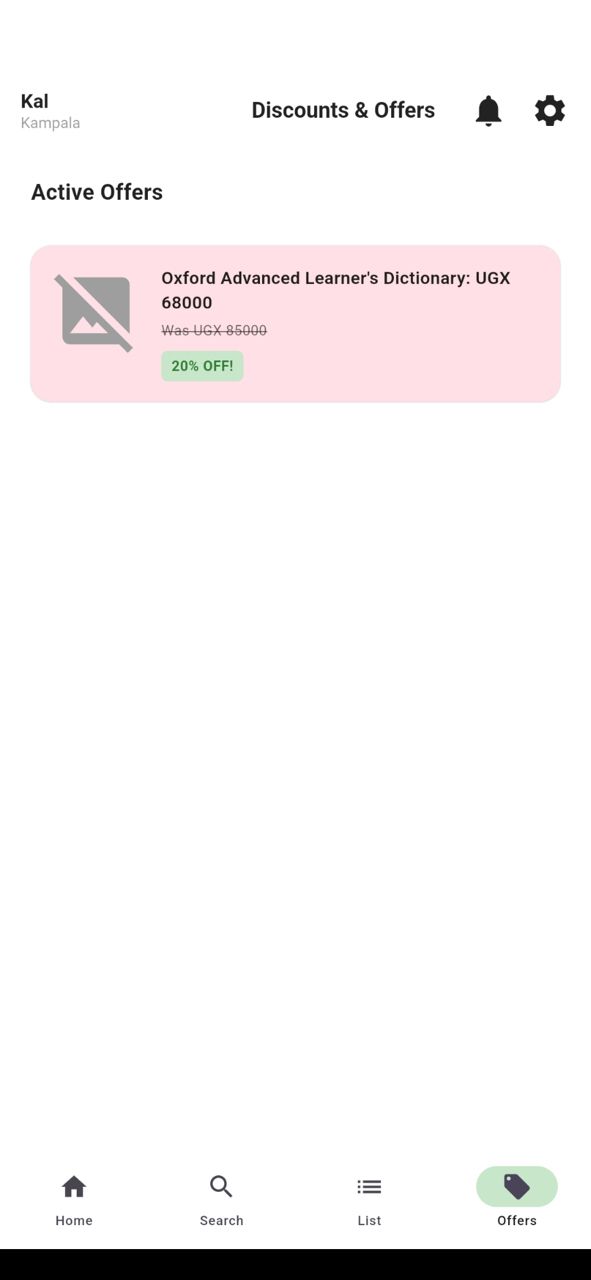 Kal
Kampala
Discounts & Offers
Active Offers
Oxford Advanced Learner's Dictionary: UGX
68000
Was UGX 85000
20% OFF!
Home
Search
List
Offers